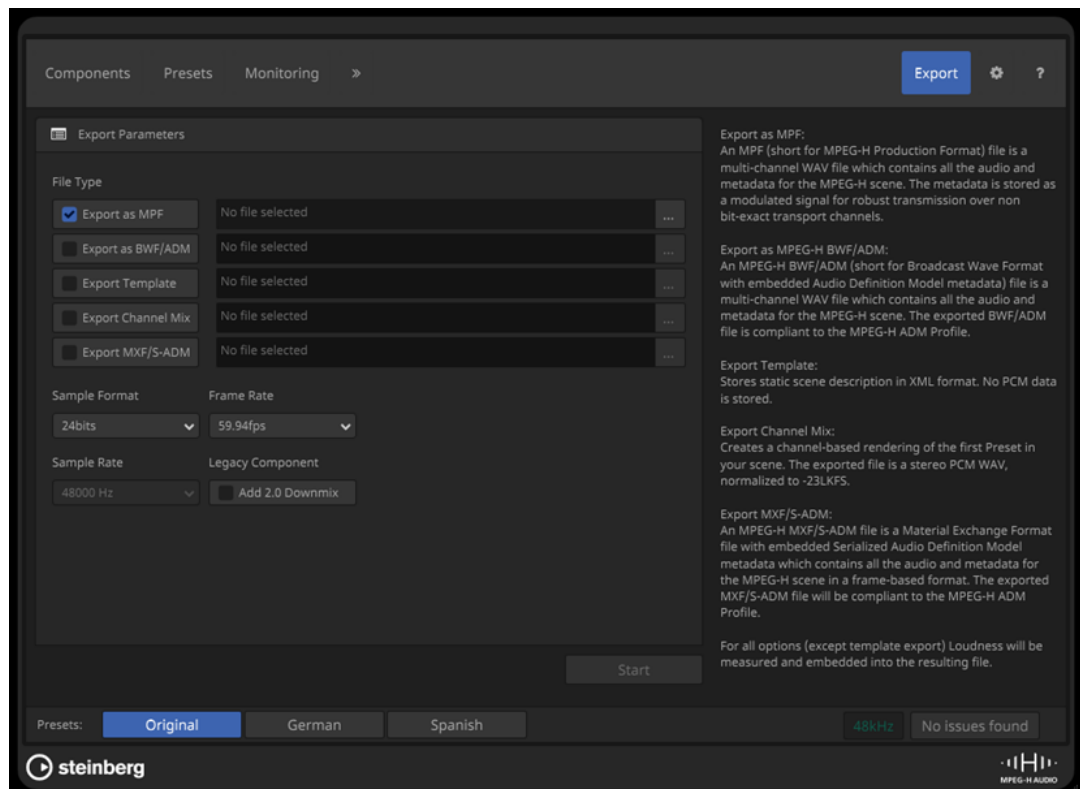 Components Presets Monitoring » Export ?
Export Parameters
File Type
Export as MPF No file selected ...
Export as BWF/ADM No file selected ...
Export Template No file selected ...
Export Channel Mix No file selected ...
Export MXF/S-ADM No file selected ...
Sample Format Frame Rate
24bits 59.94fps
Sample Rate Legacy Component
48000 Hz Add 2.0 Downmix
Start
Export as MPF:
An MPF (short for MPEG-H Production Format) file is a
multi-channel WAV file which contains all the audio and
metadata for the MPEG-H scene. The metadata is stored as
a modulated signal for robust transmission over non
bit-exact transport channels.
Export as MPEG-H BWF/ADM:
An MPEG-H BWF/ADM (short for Broadcast Wave Format
with embedded Audio Definition Model metadata) file is a
multi-channel WAV file which contains all the audio and
metadata for the MPEG-H scene. The exported BWF/ADM
file is compliant to the MPEG-H ADM Profile.
Export Template:
Stores static scene description in XML format. No PCM data
is stored.
Export Channel Mix:
Creates a channel-based rendering of the first Preset in
your scene. The exported file is a stereo PCM WAV,
normalized to -23LKFS.
Export MXF/S-ADM:
An MPEG-H MXF/S-ADM file is a Material Exchange Format
file with embedded Serialized Audio Definition Model
metadata which contains all the audio and metadata for
the MPEG-H scene in a frame-based format. The exported
MXF/S-ADM file will be compliant to the MPEG-H ADM
Profile.
For all options (except template export) Loudness will be
measured and embedded into the resulting file.
Presets: Original German Spanish 48kHz No issues found
steinberg
MPEG-H AUDIO